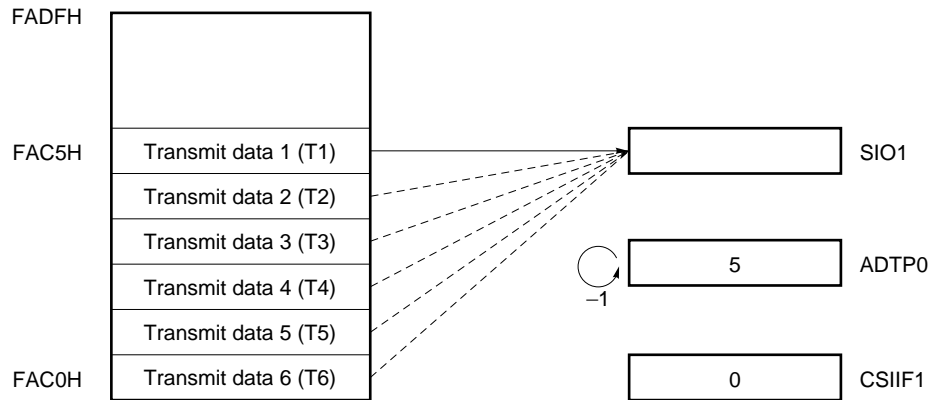 FADFH
FAC5H Transmit data 1 (T1) SIO1
Transmit data 2 (T2)
Transmit data 3 (T3) 5 ADTP0
Transmit data 4 (T4) –1
Transmit data 5 (T5)
FAC0H Transmit data 6 (T6) 0 CSIIF1